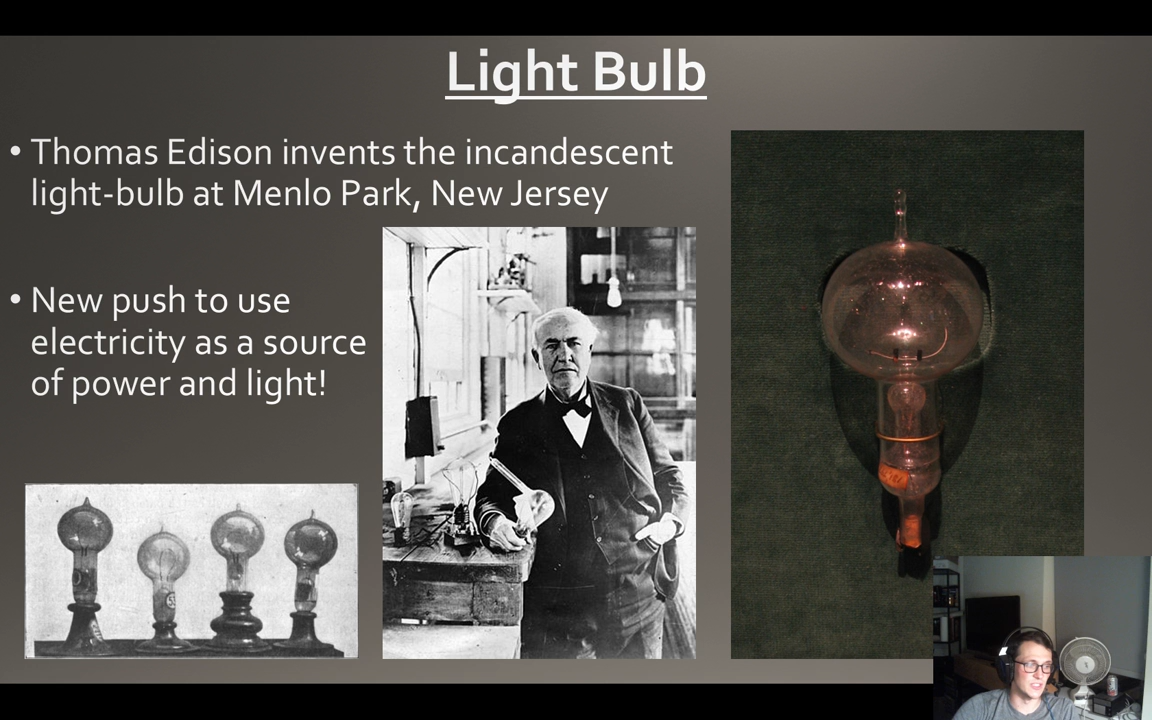 Light Bulb
• Thomas Edison invents the incandescent
light-bulb at Menlo Park, New Jersey
• New push to use
electricity as a source
of power and light!